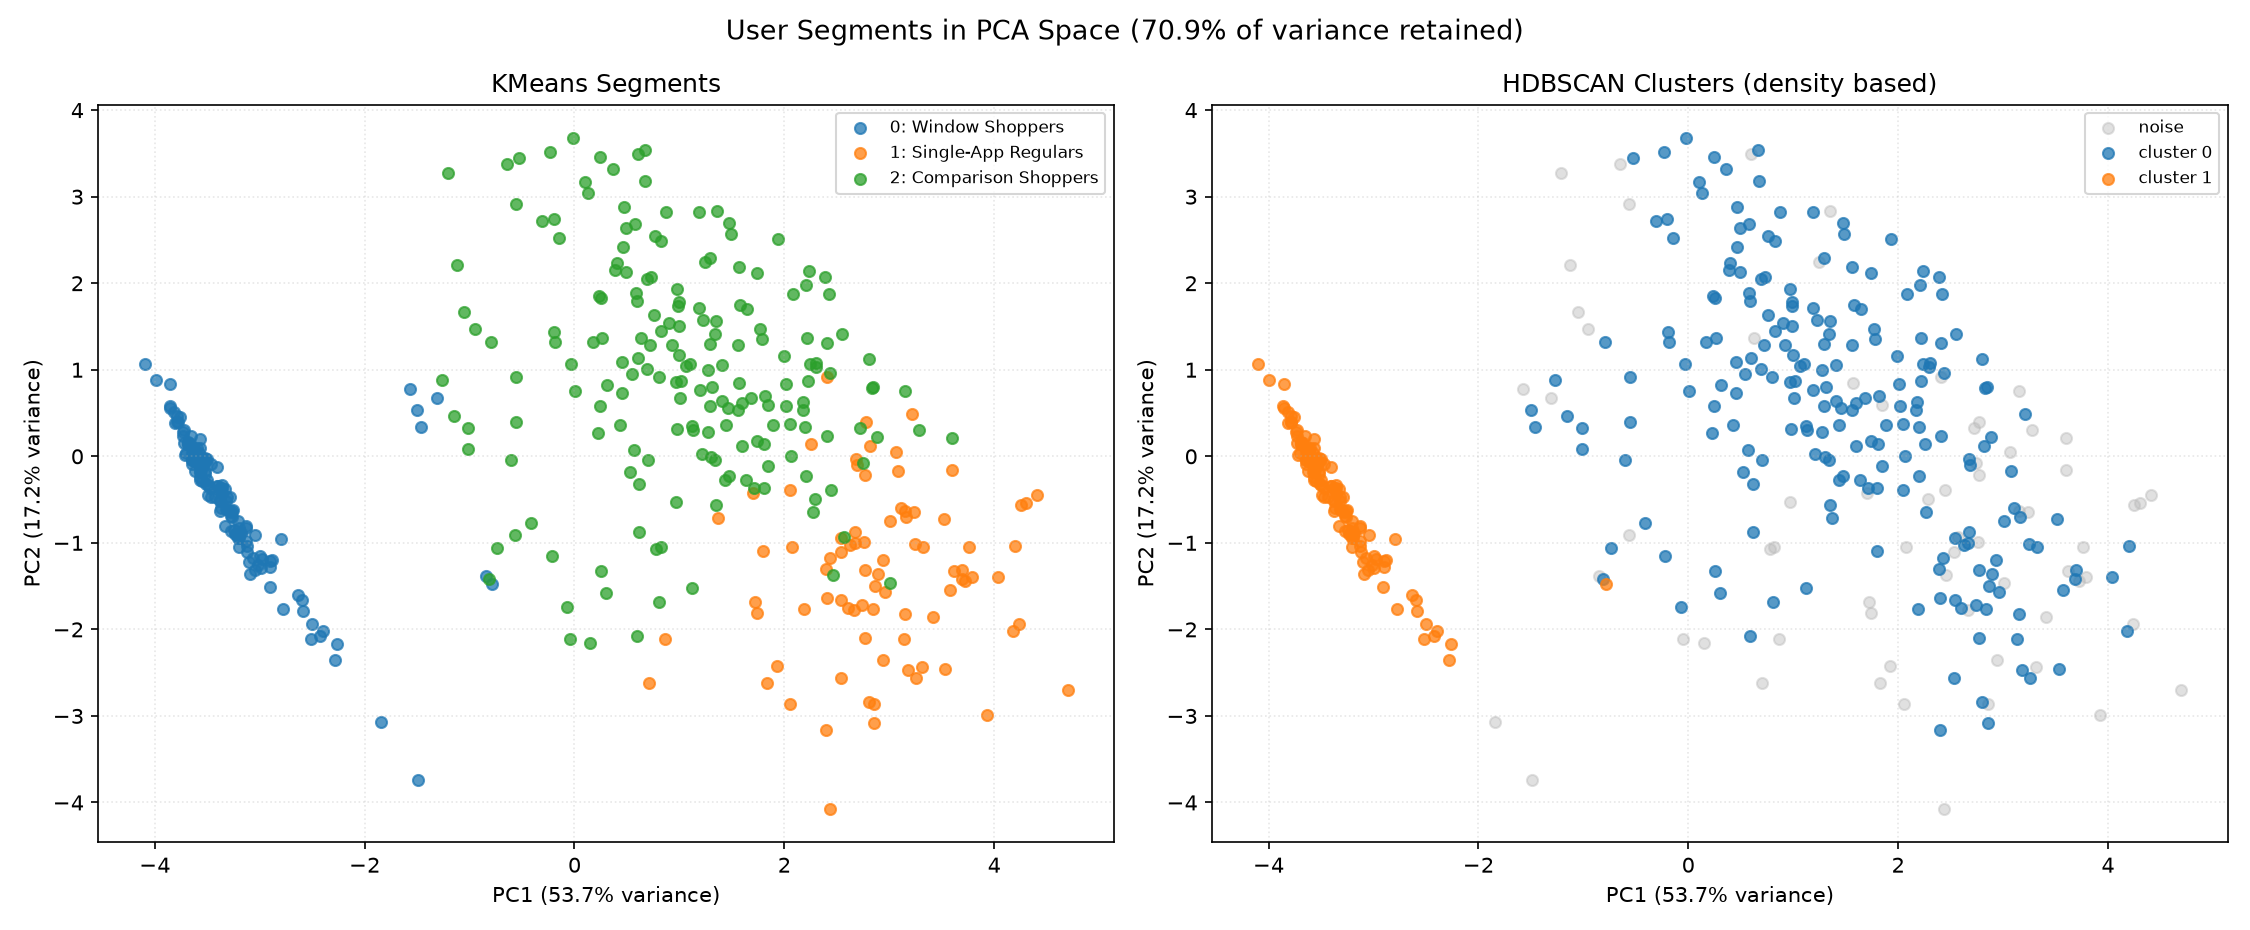 User Segments in PCA Space (70.9% of variance retained)
KMeans Segments
0: Window Shoppers
1: Single-App Regulars
2: Comparison Shoppers
4
3
2
1
0
−1
−2
−3
−4
PC2 (17.2% variance)
−4
−2
0
2
4
PC1 (53.7% variance)
HDBSCAN Clusters (density based)
noise
cluster 0
cluster 1
4
3
2
1
0
−1
−2
−3
−4
PC2 (17.2% variance)
−4
−2
0
2
4
PC1 (53.7% variance)